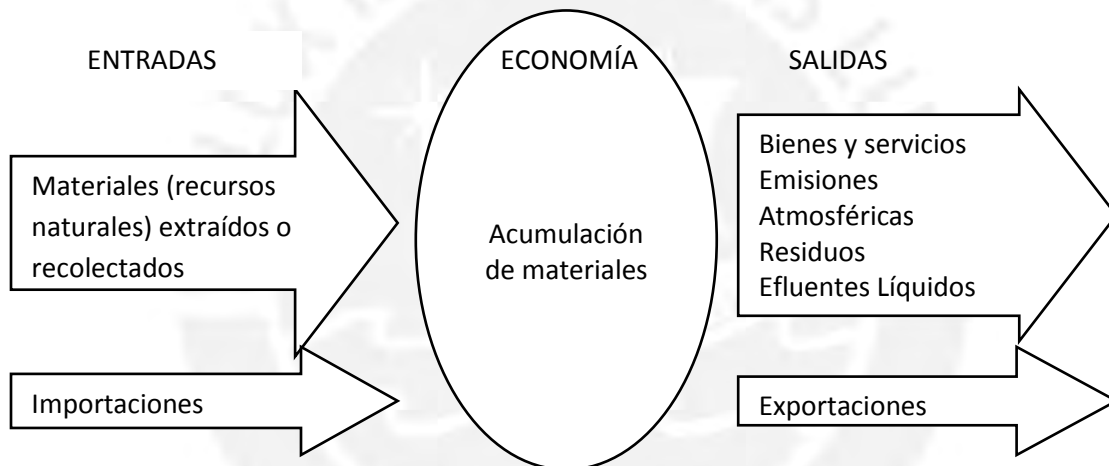 ENTRADAS
Materiales (recursos
naturales) extraídos o
recolectados
Importaciones
ECONOMÍA
Acumulación
de materiales
SALIDAS
Bienes y servicios
Emisiones
Atmosféricas
Residuos
Efluentes Líquidos
Exportaciones